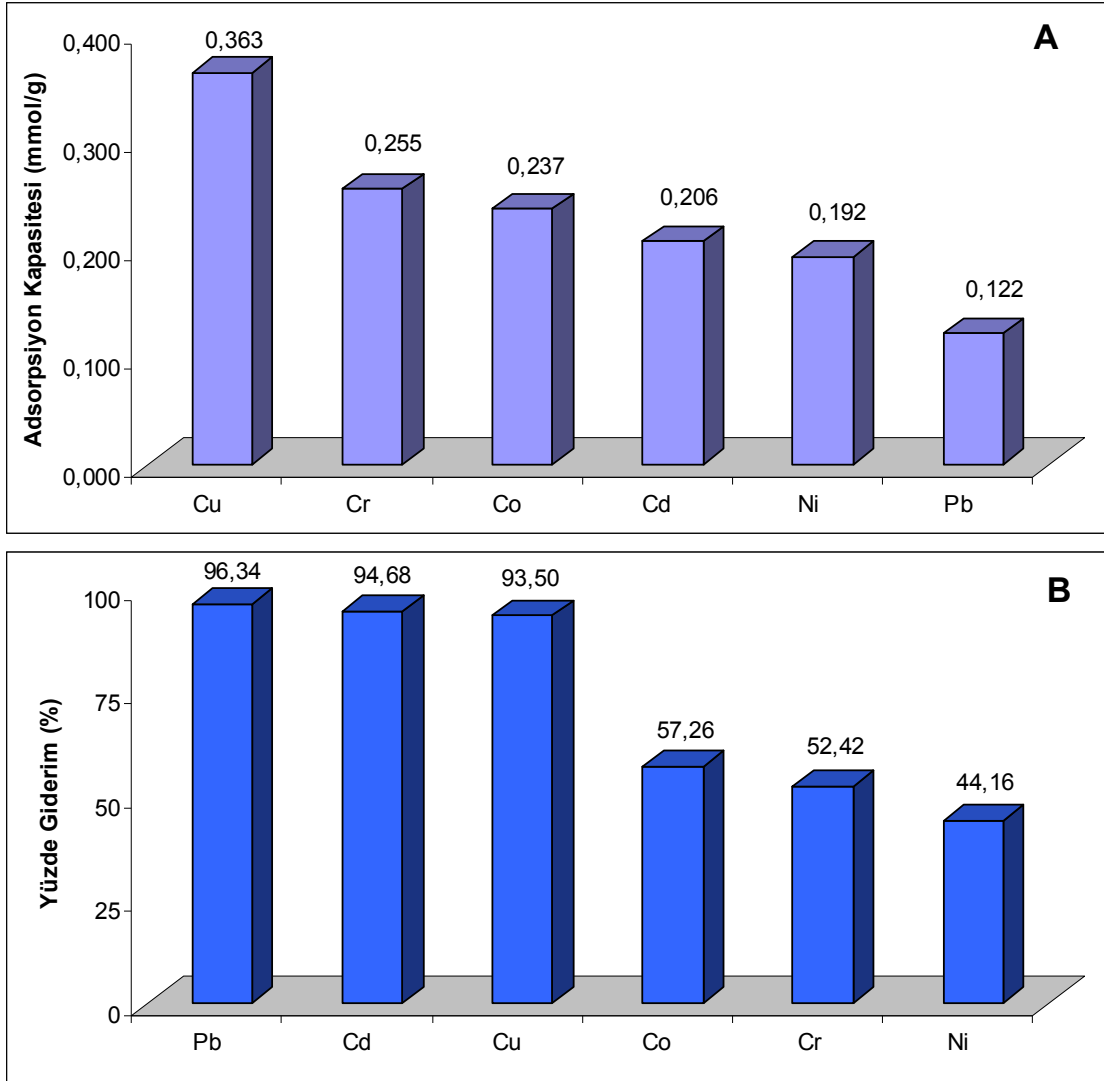 A
Adsorpsiyon Kapasitesi (mmol/g)
0,400
0,300
0,200
0,100
0,000
0,363
0,255
0,237
0,206
0,192
0,122
Cu
Cr
Co
Cd
Ni
Pb
B
Yüzde Giderim (%)
100
75
50
25
0
96,34
94,68
93,50
57,26
52,42
44,16
Pb
Cd
Cu
Co
Cr
Ni